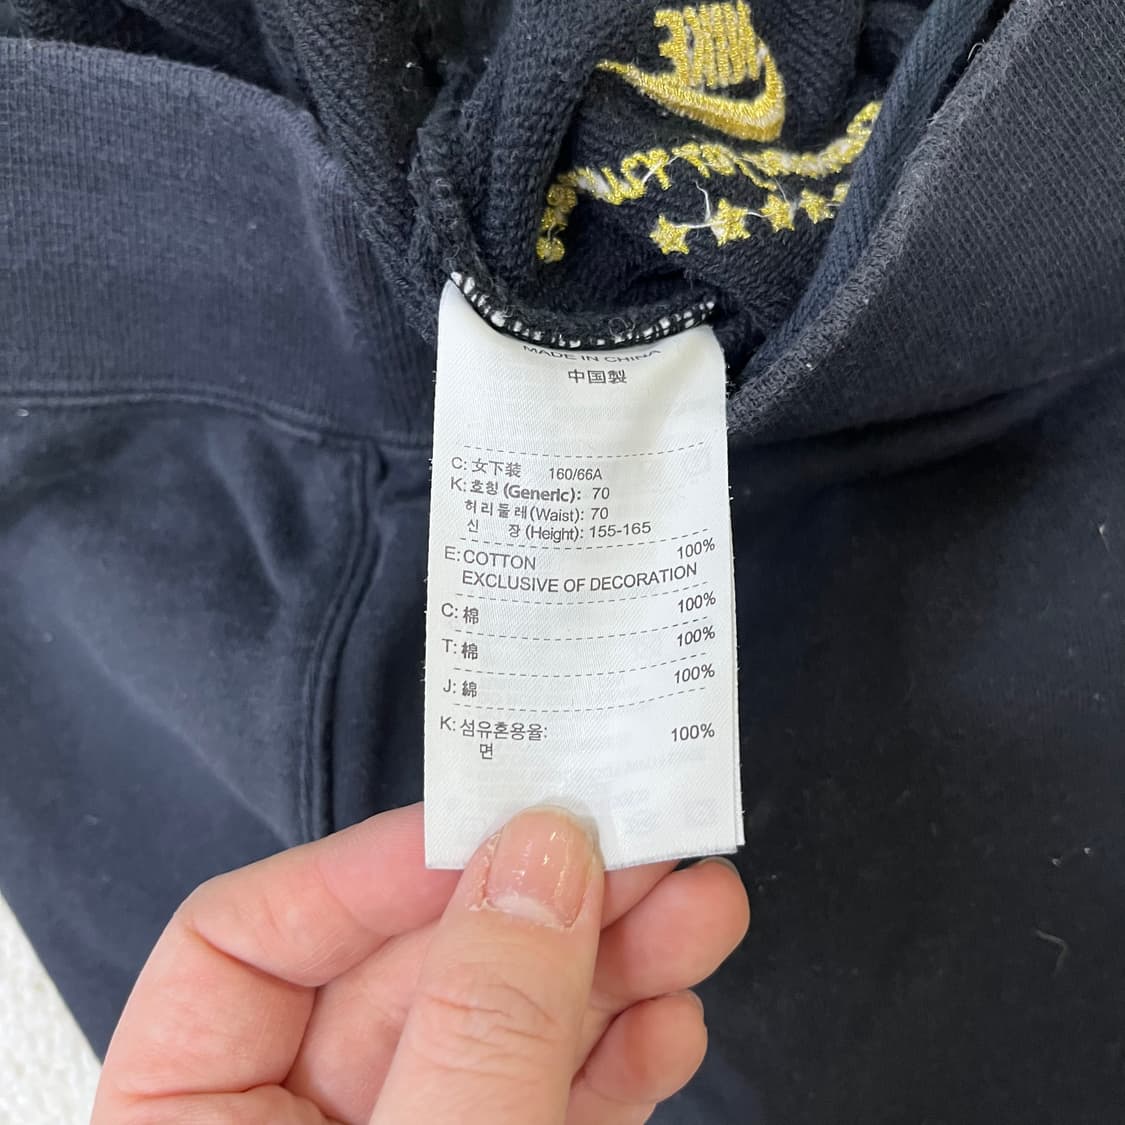 MADE IN CHINA
中国製
C: 女下装 160/66A
K: 호칭 (Generic): 70
허리둘레(Waist): 70
신 장 (Height): 155-165
E: COTTON 100%
EXCLUSIVE OF DECORATION
C: 棉 100%
T: 棉 100%
J: 綿 100%
K: 섬유혼용율:
면 100%